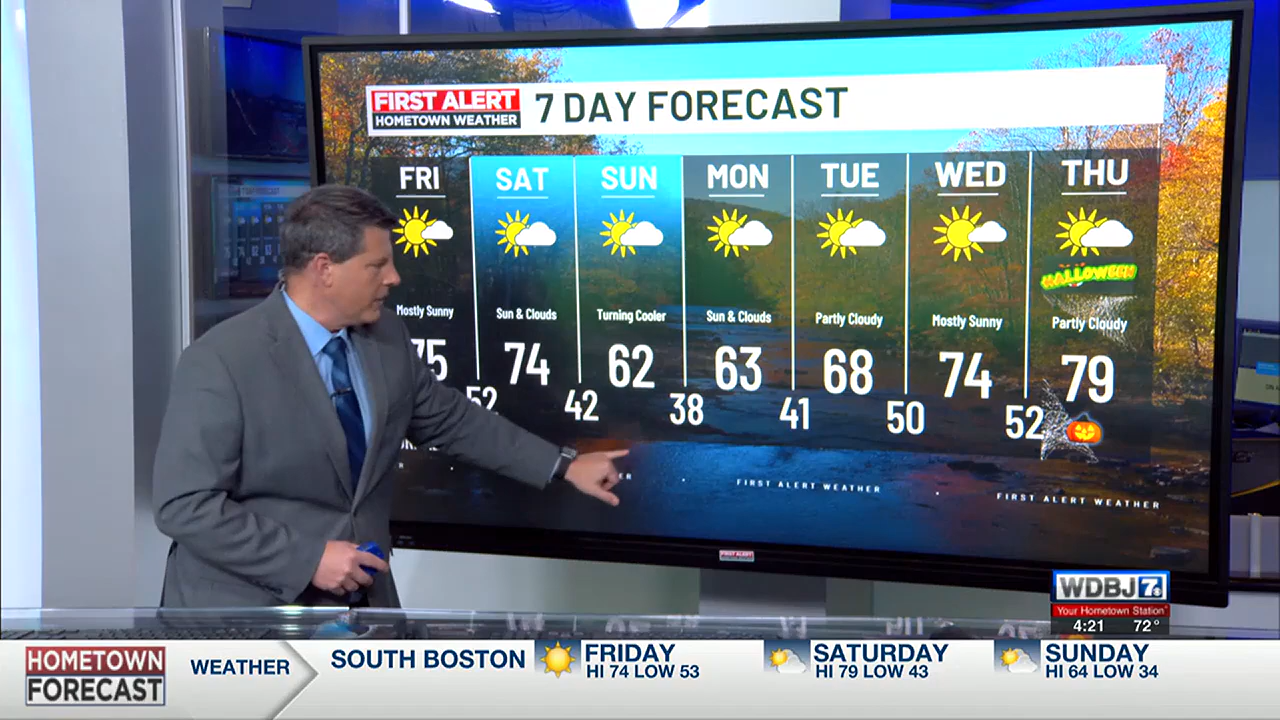 FIRST ALERT
HOMETOWN WEATHER
7 DAY FORECAST
FRI
SAT
SUN
MON
TUE
WED
THU
HALLOWEEN
Mostly Sunny
Sun & Clouds
Turning Cooler
Sun & Clouds
Partly Cloudy
Mostly Sunny
Partly Cloudy
75
74
62
63
68
74
79
52
42
38
41
50
52
FIRST ALERT WEATHER
FIRST ALERT WEATHER
WDBJ 7
Your Hometown Station
4:21 72°
HOMETOWN
FORECAST
WEATHER
SOUTH BOSTON
FRIDAY
HI 74 LOW 53
SATURDAY
HI 79 LOW 43
SUNDAY
HI 64 LOW 34